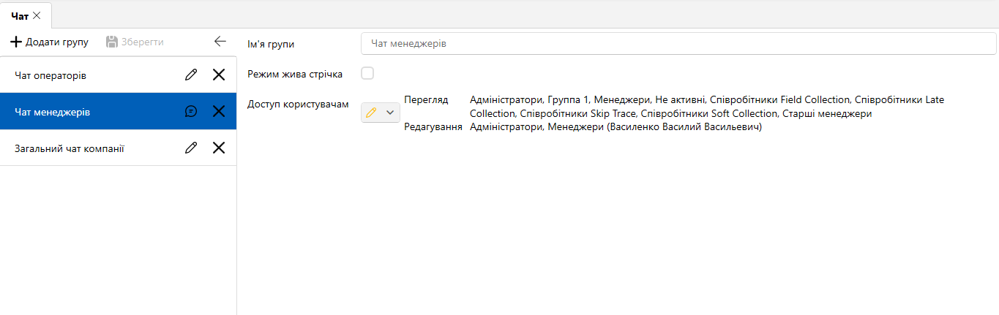 Чат
Додати групу
Зберегти
Чат операторів
Чат менеджерів
Загальний чат компанії
Ім'я групи
Чат менеджерів
Режим жива стрічка
Доступ користувачам
Перегляд Адміністратори, Группа 1, Менеджери, Не активні, Співробітники Field Collection, Співробітники Late
Collection, Співробітники Skip Trace, Співробітники Soft Collection, Старші менеджери
Редагування Адміністратори, Менеджери (Василенко Василий Васильевич)